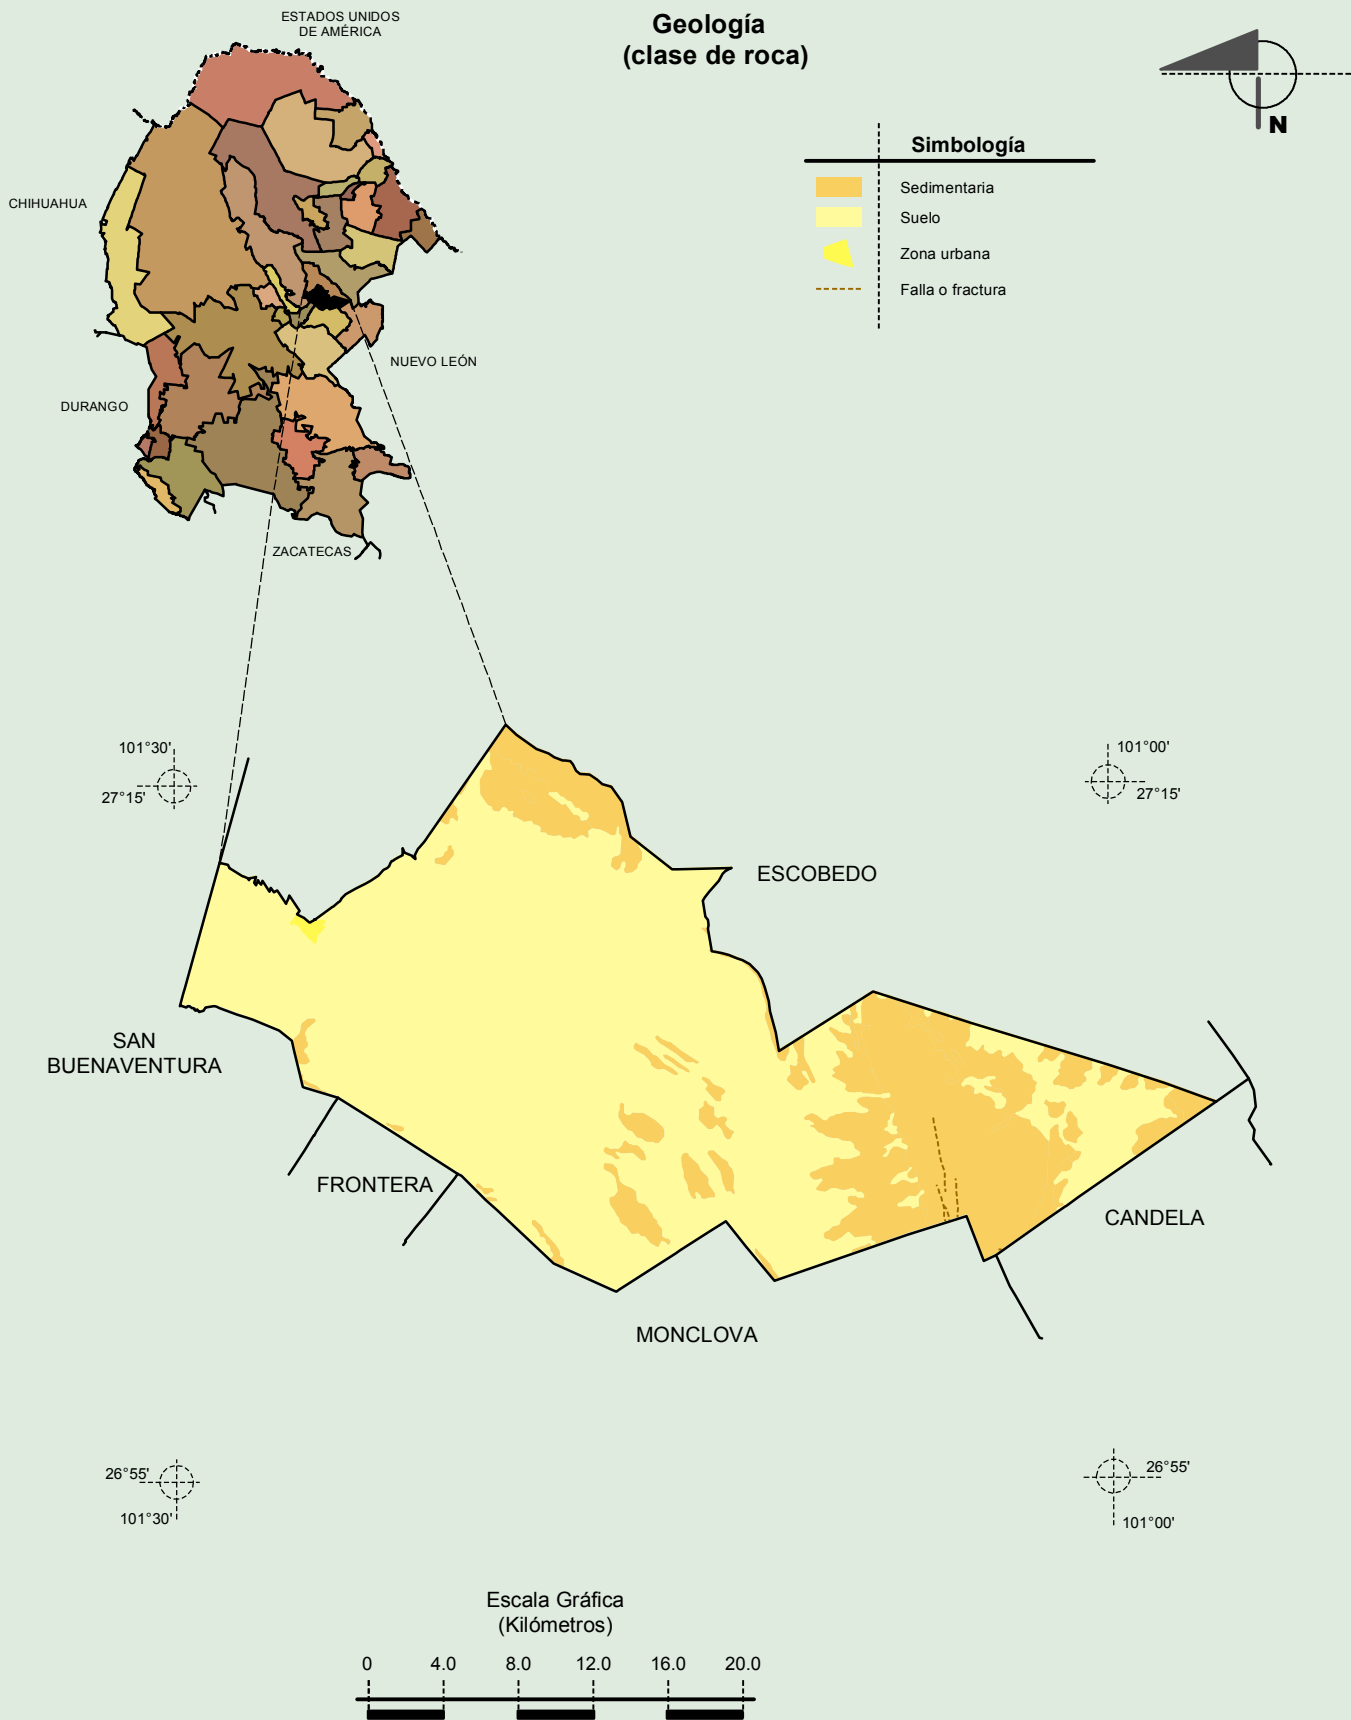 Geología
(clase de roca)
ESTADOS UNIDOS
DE AMÉRICA
CHIHUAHUA
NUEVO LEÓN
DURANGO
ZACATECAS
N
Simbología
Sedimentaria
Suelo
Zona urbana
Falla o fractura
101°30'
27°15'
101°00'
27°15'
ESCOBEDO
SAN
BUENAVENTURA
FRONTERA
CANDELA
MONCLOVA
26°55'
101°30'
26°55'
101°00'
Escala Gráfica
(Kilómetros)
0 4.0 8.0 12.0 16.0 20.0